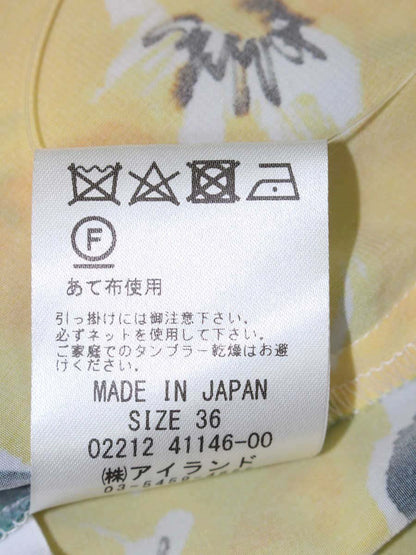 F
あて布使用
引っ掛けには御注意下さい。
必ずネットを使用して下さい。
ご家庭でのタンブラー乾燥はお避
けください。
MADE IN JAPAN
SIZE 36
02212 41146-00
(株)アイランド